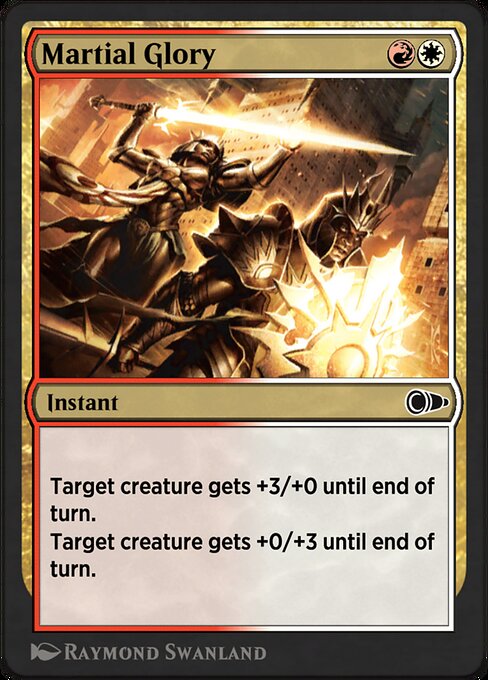 Martial Glory
Instant
Target creature gets +3/+0 until end of
turn.
Target creature gets +0/+3 until end of
turn.
Raymond Swanland